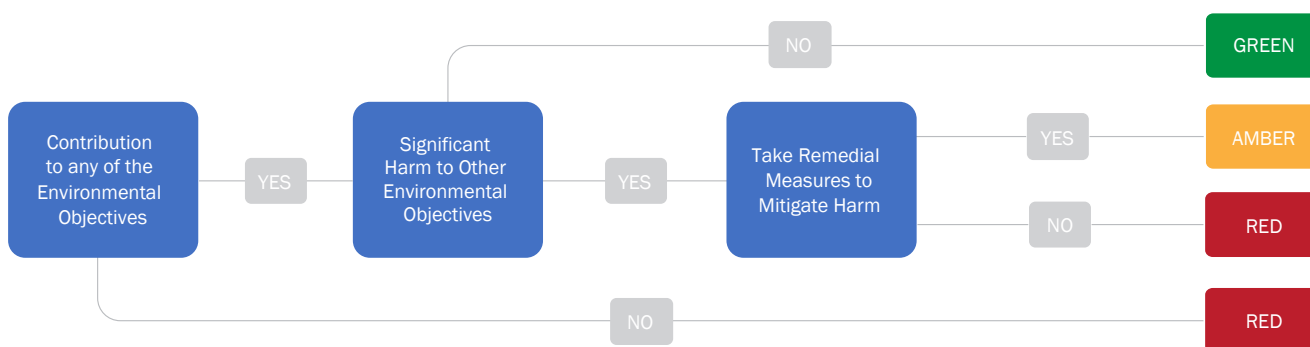 NO
GREEN
Contribution
to any of the
Environmental
Objectives
YES
Significant
Harm to Other
Environmental
Objectives
YES
Take Remedial
Measures to
Mitigate Harm
YES
AMBER
NO
RED
NO
RED